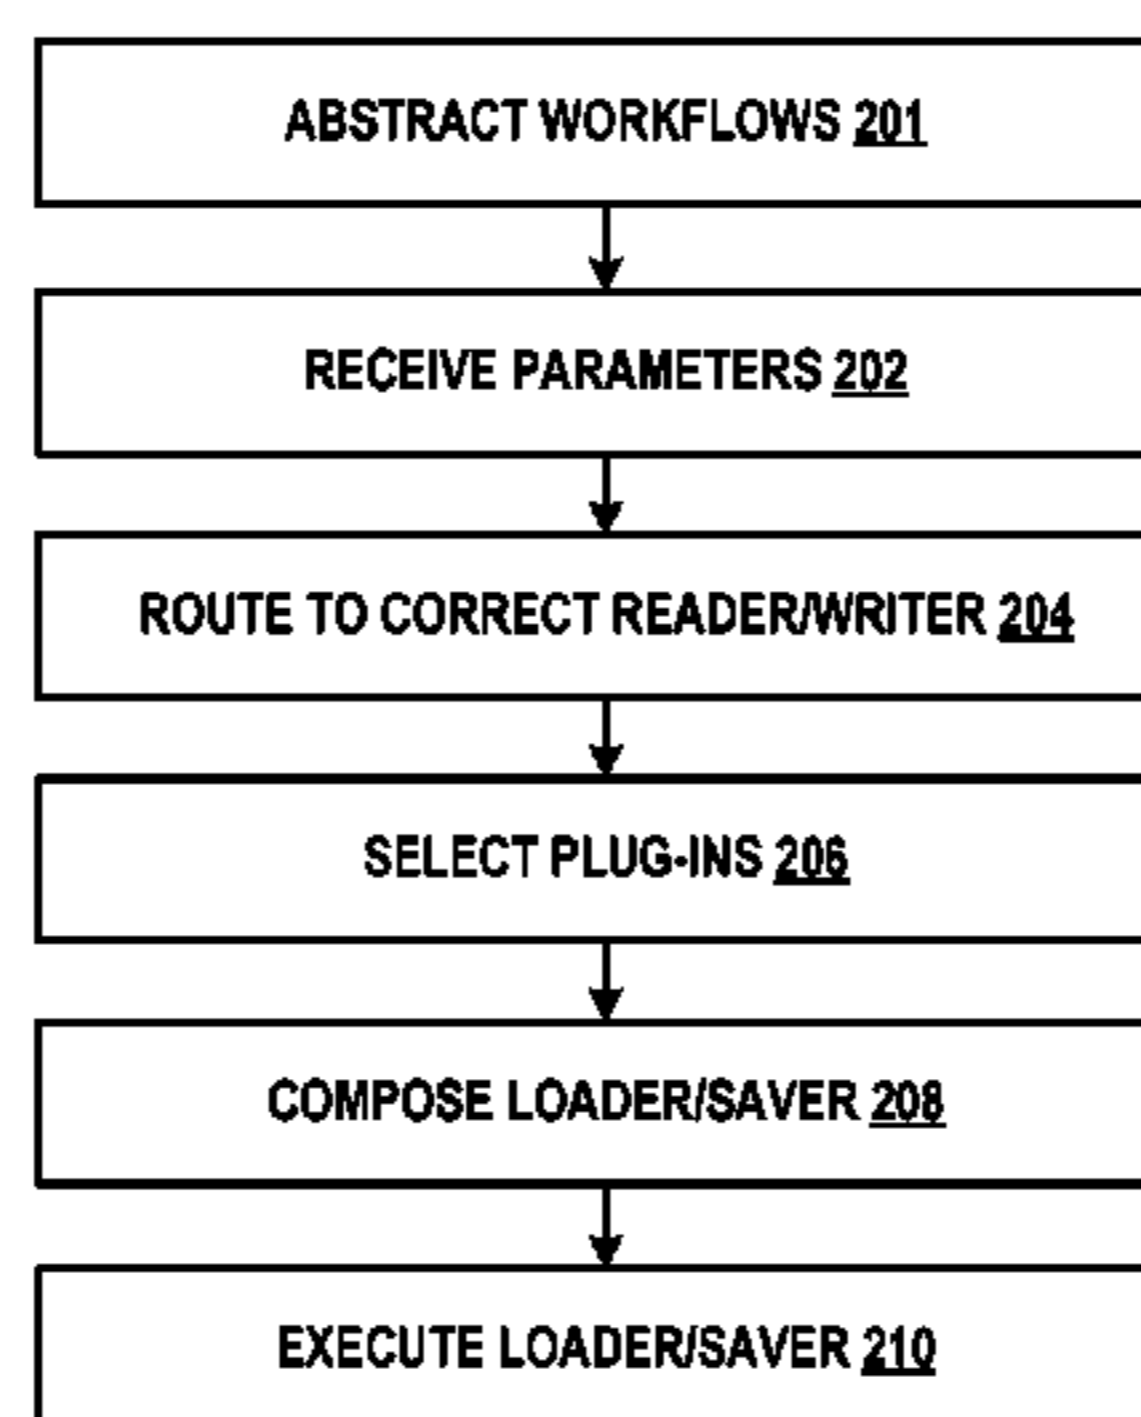 ABSTRACT WORKFLOWS 201
RECEIVE PARAMETERS 202
ROUTE TO CORRECT READER/WRITER 204
SELECT PLUG-INS 206
COMPOSE LOADER/SAVER 208
EXECUTE LOADER/SAVER 210